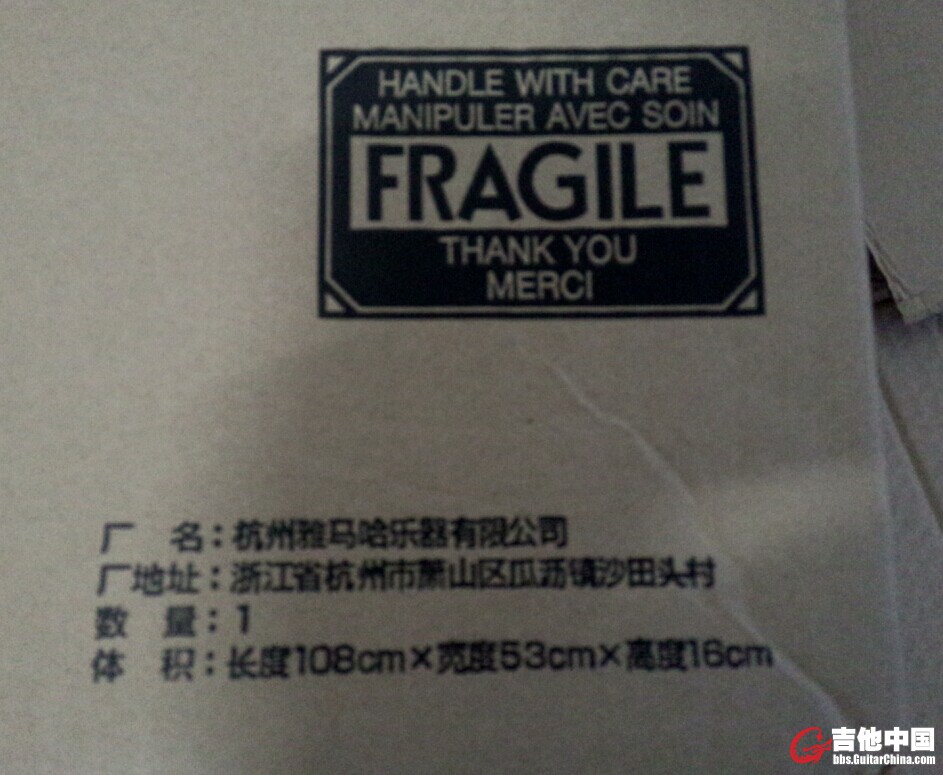 HANDLE WITH CARE
MANIPULER AVEC SOIN
FRAGILE
THANK YOU
MERCI
厂 名：杭州雅马哈乐器有限公司
厂地址：浙江省杭州市萧山区瓜沥镇沙田头村
数 量：1
体 积：长度108cm×宽度53cm×高度16cm
吉他中国
bbs.GuitarChina.com